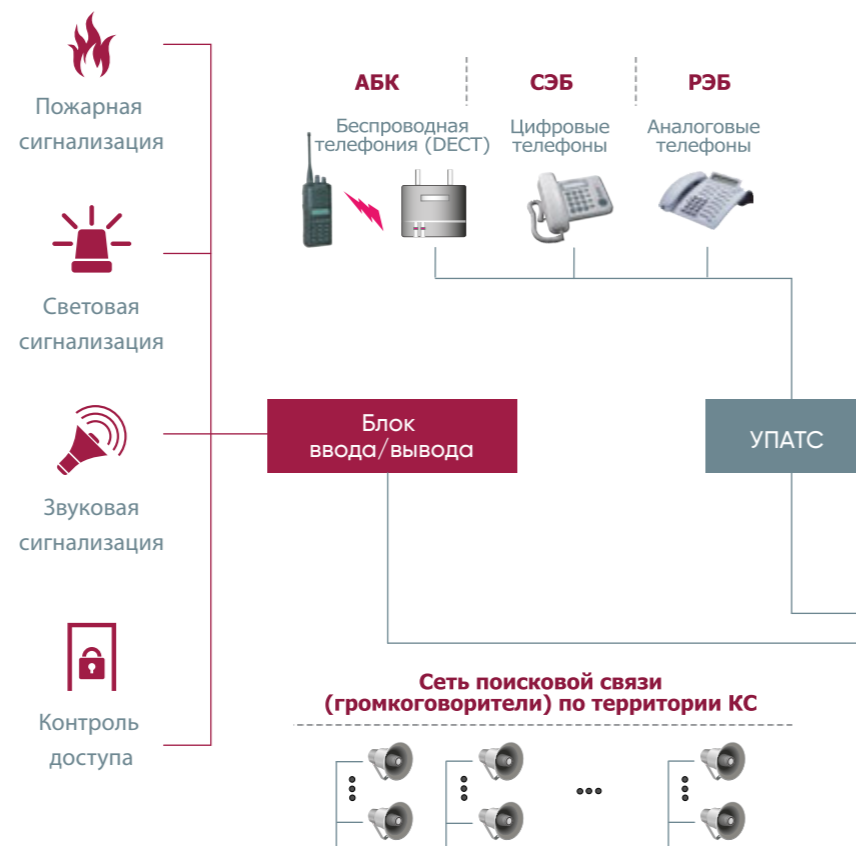 Пожарная
сигнализация
Световая
сигнализация
Звуковая
сигнализация
Контроль
доступа
АБК
СЭБ
РЭБ
Беспроводная
телефония (DECT)
Цифровые
телефоны
Аналоговые
телефоны
Блок
ввода/вывода
УПАТС
Сеть поисковой связи
(громкоговорители) по территории КС